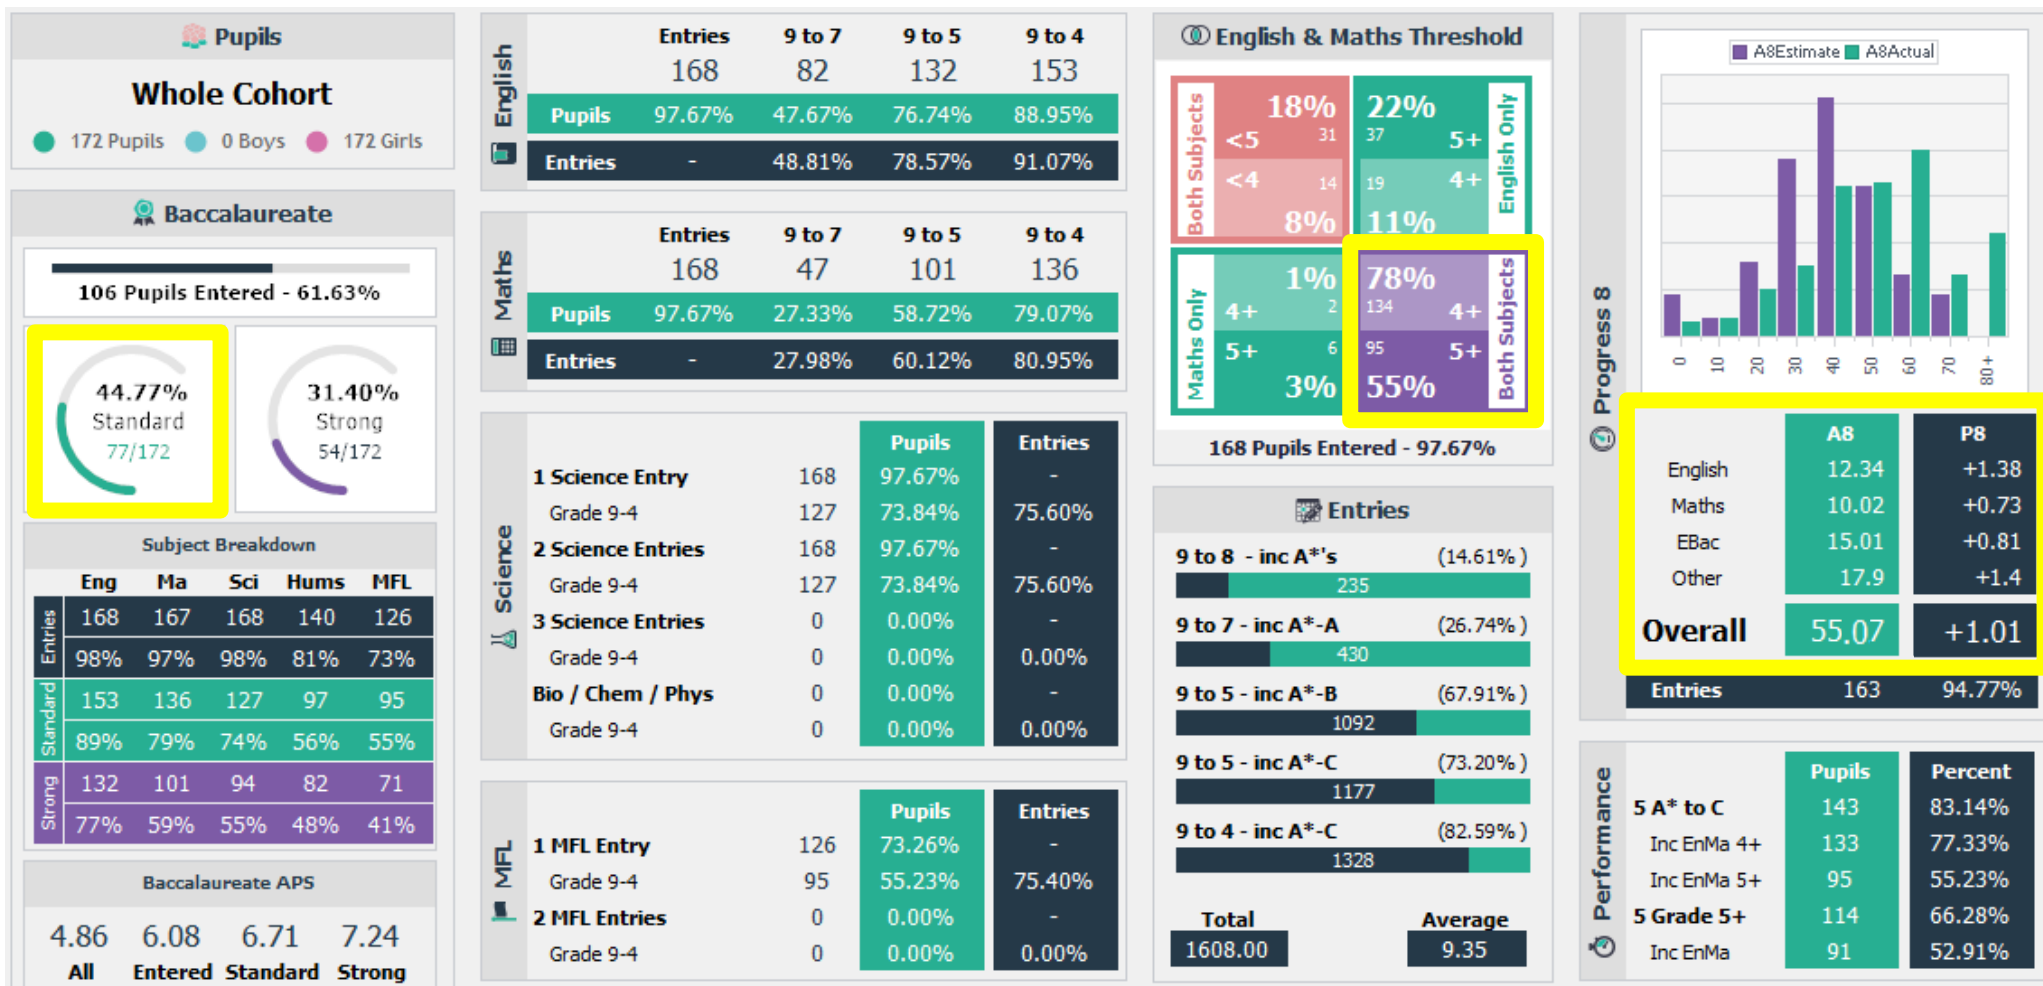 Pupils
Whole Cohort
172 Pupils 0 Boys 172 Girls
Baccalaureate
106 Pupils Entered - 61.63%
44.77%
Standard
77/172
31.40%
Strong
54/172
Subject Breakdown
Eng Ma Sci Hums MFL
Entries
168 167 168 140 126
98% 97% 98% 81% 73%
Standard
153 136 127 97 95
89% 79% 74% 56% 55%
Strong
132 101 94 82 71
77% 59% 55% 48% 41%
Baccalaureate APS
4.86 6.08 6.71 7.24
All Entered Standard Strong
English
Entries 9 to 7 9 to 5 9 to 4
168 82 132 153
Pupils 97.67% 47.67% 76.74% 88.95%
Entries - 48.81% 78.57% 91.07%
Maths
Entries 9 to 7 9 to 5 9 to 4
168 47 101 136
Pupils 97.67% 27.33% 58.72% 79.07%
Entries - 27.98% 60.12% 80.95%
Science
Pupils Entries
1 Science Entry 168 97.67% -
Grade 9-4 127 73.84% 75.60%
2 Science Entries 168 97.67% -
Grade 9-4 127 73.84% 75.60%
3 Science Entries 0 0.00% -
Grade 9-4 0 0.00% 0.00%
Bio / Chem / Phys 0 0.00% -
Grade 9-4 0 0.00% 0.00%
MFL
Pupils Entries
1 MFL Entry 126 73.26% -
Grade 9-4 95 55.23% 75.40%
2 MFL Entries 0 0.00% -
Grade 9-4 0 0.00% 0.00%
English & Maths Threshold
Both Subjects
18%
<5 31
<4 14
8%
22%
37 5+
19 4+
11%
English Only
Maths Only
1%
4+ 2
5+ 6
3%
78%
134 4+
95 5+
55%
Both Subjects
168 Pupils Entered - 97.67%
Entries
9 to 8 - inc A*'s (14.61%)
235
9 to 7 - inc A*-A (26.74%)
430
9 to 5 - inc A*-B (67.91%)
1092
9 to 5 - inc A*-C (73.20%)
1177
9 to 4 - inc A*-C (82.59%)
1328
Total Average
1608.00 9.35
Progress 8
A8Estimate A8Actual
0 10 20 30 40 50 60 70 80+
A8 P8
English 12.34 +1.38
Maths 10.02 +0.73
EBac 15.01 +0.81
Other 17.9 +1.4
Overall 55.07 +1.01
Entries 163 94.77%
Performance
Pupils Percent
5 A* to C 143 83.14%
Inc EnMa 4+ 133 77.33%
Inc EnMa 5+ 95 55.23%
5 Grade 5+ 114 66.28%
Inc EnMa 91 52.91%